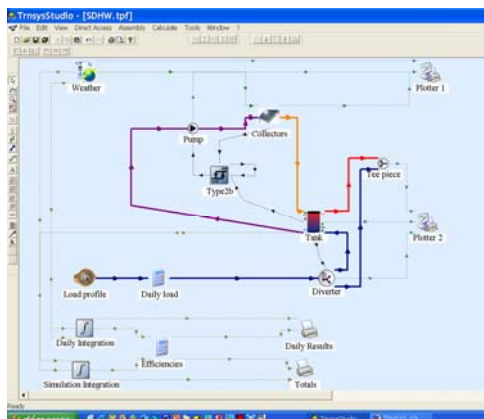 TrnsysStudio - [SDHW.tpf]
File Edit View Direct Access Assembly Calculate Tools Window ?
Weather
Plotter 1
Collectors
Pump
Type2b
Tee piece
Tank
Plotter 2
Load profile
Daily load
Diverter
Daily Integration
Daily Results
Efficiencies
Simulation Integration
Totals
Ready